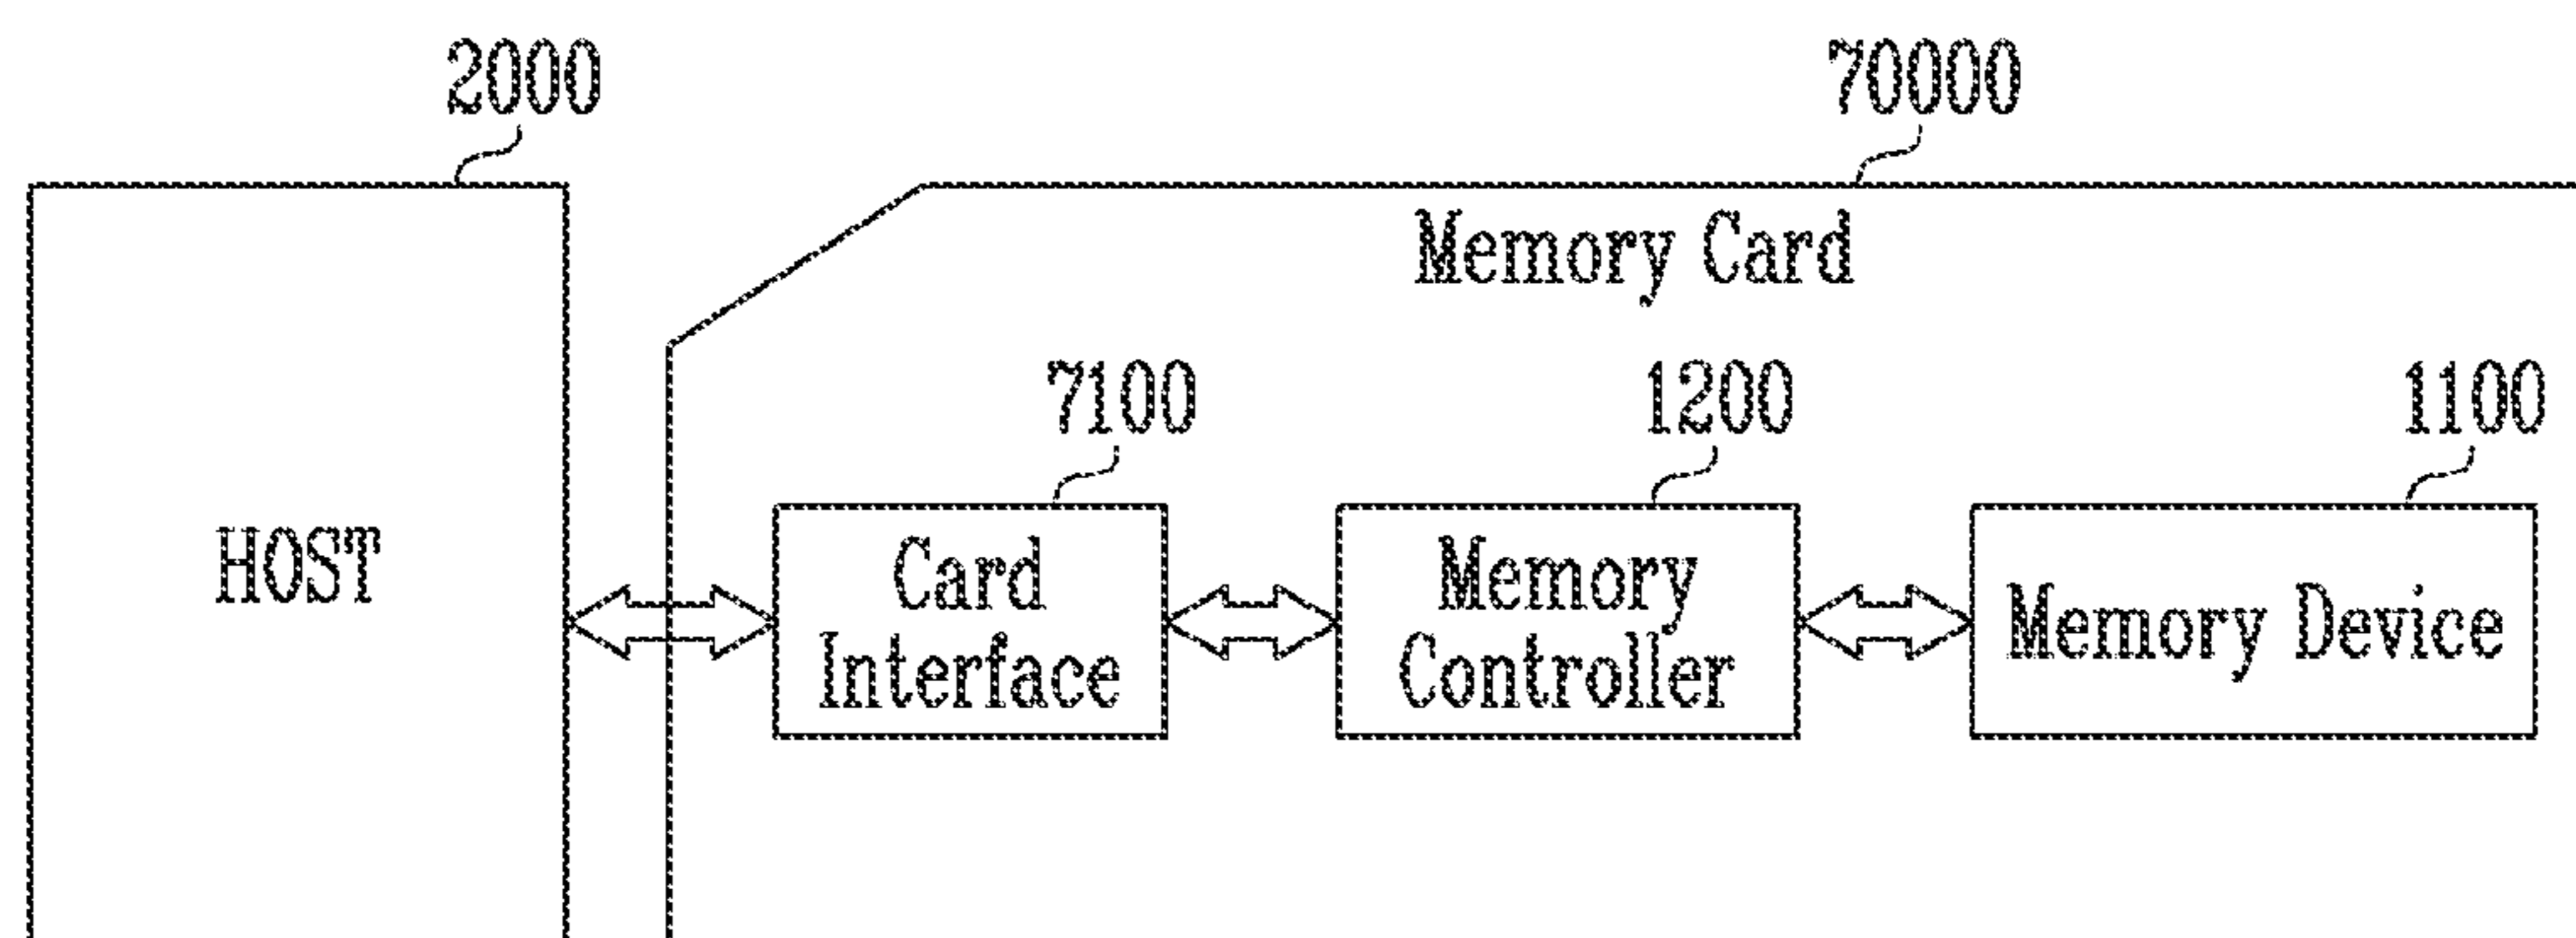 2000
70000
Memory Card
7100
1200
1100
HOST
Card
Interface
Memory
Controller
Memory Device